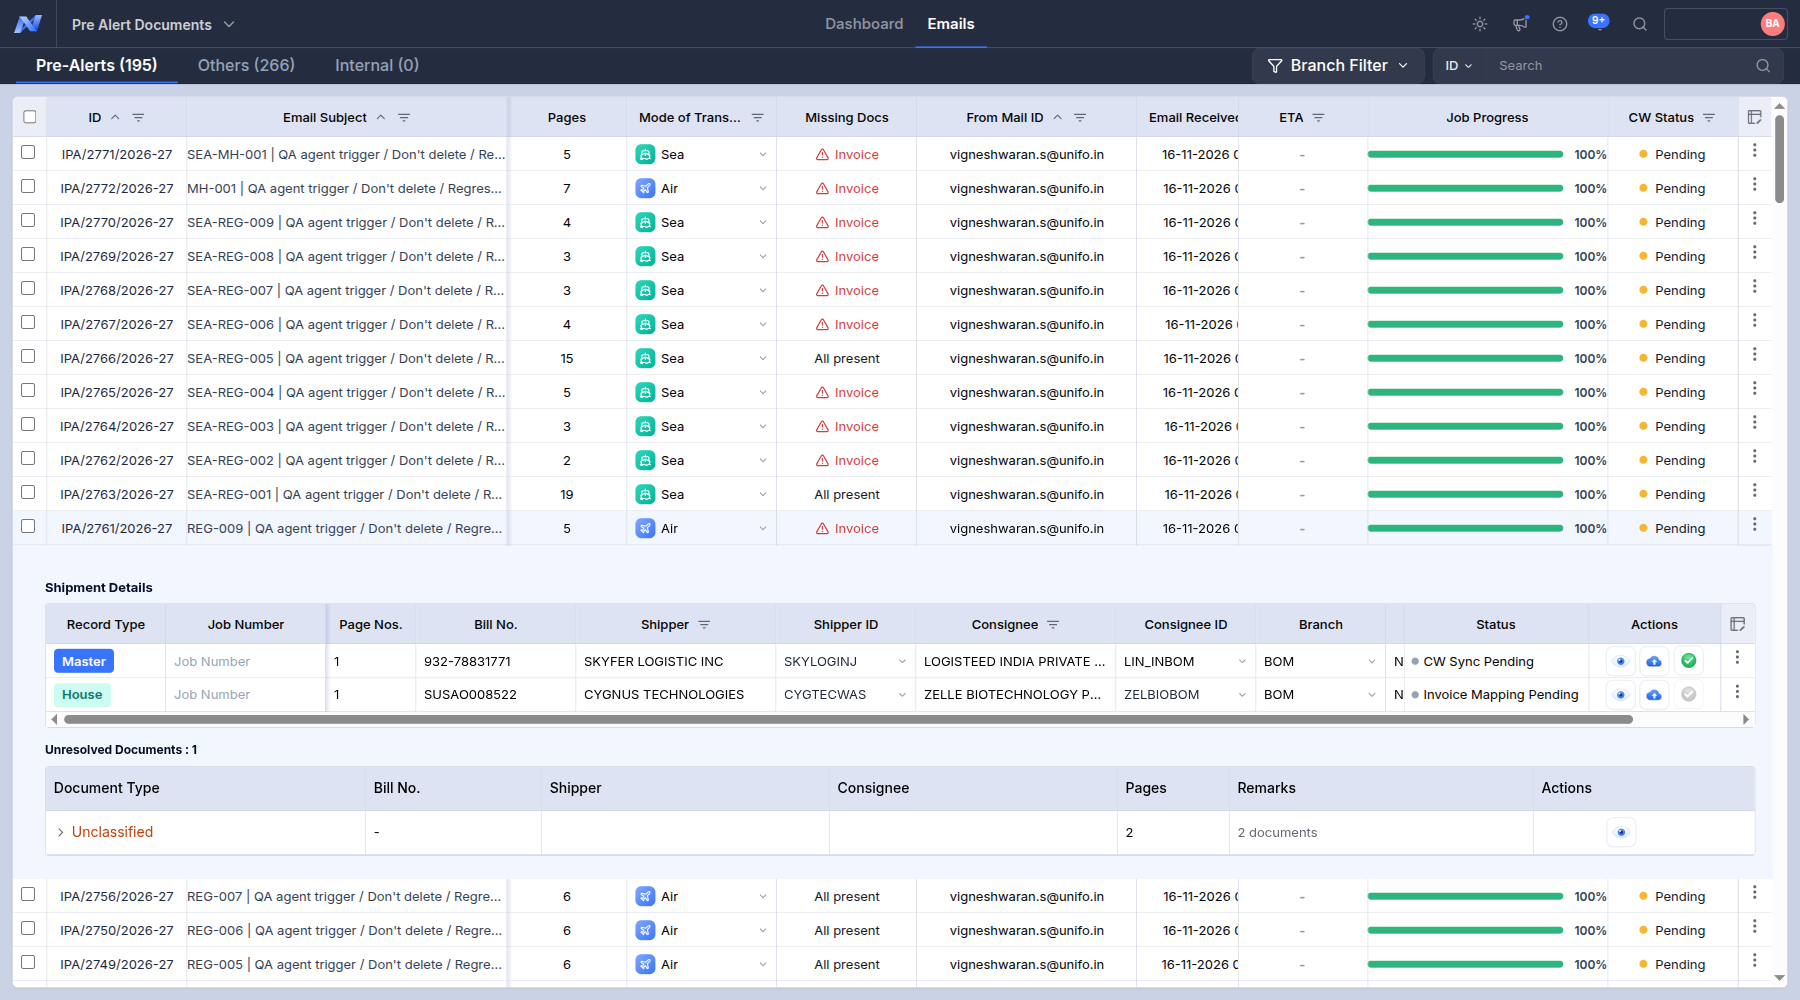 Pre Alert Documents
Dashboard Emails
9+
BA
Pre-Alerts (195) Others (266) Internal (0)
Branch Filter ID Search
ID Email Subject Pages Mode of Trans... Missing Docs From Mail ID Email Received ETA Job Progress CW Status
IPA/2771/2026-27 SEA-MH-001 | QA agent trigger / Don't delete / Re... 5 Sea Invoice vigneshwaran.s@unifo.in 16-11-2026 - 100% Pending
IPA/2772/2026-27 MH-001 | QA agent trigger / Don't delete / Regres... 7 Air Invoice vigneshwaran.s@unifo.in 16-11-2026 - 100% Pending
IPA/2770/2026-27 SEA-REG-009 | QA agent trigger / Don't delete / R... 4 Sea Invoice vigneshwaran.s@unifo.in 16-11-2026 - 100% Pending
IPA/2769/2026-27 SEA-REG-008 | QA agent trigger / Don't delete / R... 3 Sea Invoice vigneshwaran.s@unifo.in 16-11-2026 - 100% Pending
IPA/2768/2026-27 SEA-REG-007 | QA agent trigger / Don't delete / R... 3 Sea Invoice vigneshwaran.s@unifo.in 16-11-2026 - 100% Pending
IPA/2767/2026-27 SEA-REG-006 | QA agent trigger / Don't delete / R... 4 Sea Invoice vigneshwaran.s@unifo.in 16-11-2026 - 100% Pending
IPA/2766/2026-27 SEA-REG-005 | QA agent trigger / Don't delete / R... 15 Sea All present vigneshwaran.s@unifo.in 16-11-2026 - 100% Pending
IPA/2765/2026-27 SEA-REG-004 | QA agent trigger / Don't delete / R... 5 Sea Invoice vigneshwaran.s@unifo.in 16-11-2026 - 100% Pending
IPA/2764/2026-27 SEA-REG-003 | QA agent trigger / Don't delete / R... 3 Sea Invoice vigneshwaran.s@unifo.in 16-11-2026 - 100% Pending
IPA/2762/2026-27 SEA-REG-002 | QA agent trigger / Don't delete / R... 2 Sea Invoice vigneshwaran.s@unifo.in 16-11-2026 - 100% Pending
IPA/2763/2026-27 SEA-REG-001 | QA agent trigger / Don't delete / R... 19 Sea All present vigneshwaran.s@unifo.in 16-11-2026 - 100% Pending
IPA/2761/2026-27 REG-009 | QA agent trigger / Don't delete / Regre... 5 Air Invoice vigneshwaran.s@unifo.in 16-11-2026 - 100% Pending
Shipment Details
Record Type Job Number Page Nos. Bill No. Shipper Shipper ID Consignee Consignee ID Branch Status Actions
Master Job Number 1 932-78831771 SKYFER LOGISTIC INC SKYLOGINJ LOGISTEED INDIA PRIVATE ... LIN_INBOM BOM N CW Sync Pending
House Job Number 1 SUSAO008522 CYGNUS TECHNOLOGIES CYGTECWAS ZELLE BIOTECHNOLOGY P... ZELBIOBOM BOM N Invoice Mapping Pending
Unresolved Documents : 1
Document Type Bill No. Shipper Consignee Pages Remarks Actions
Unclassified - 2 2 documents
IPA/2756/2026-27 REG-007 | QA agent trigger / Don't delete / Regre... 6 Air All present vigneshwaran.s@unifo.in 16-11-2026 - 100% Pending
IPA/2750/2026-27 REG-006 | QA agent trigger / Don't delete / Regre... 6 Air All present vigneshwaran.s@unifo.in 16-11-2026 - 100% Pending
IPA/2749/2026-27 REG-005 | QA agent trigger / Don't delete / Regre... 6 Air All present vigneshwaran.s@unifo.in 16-11-2026 - 100% Pending